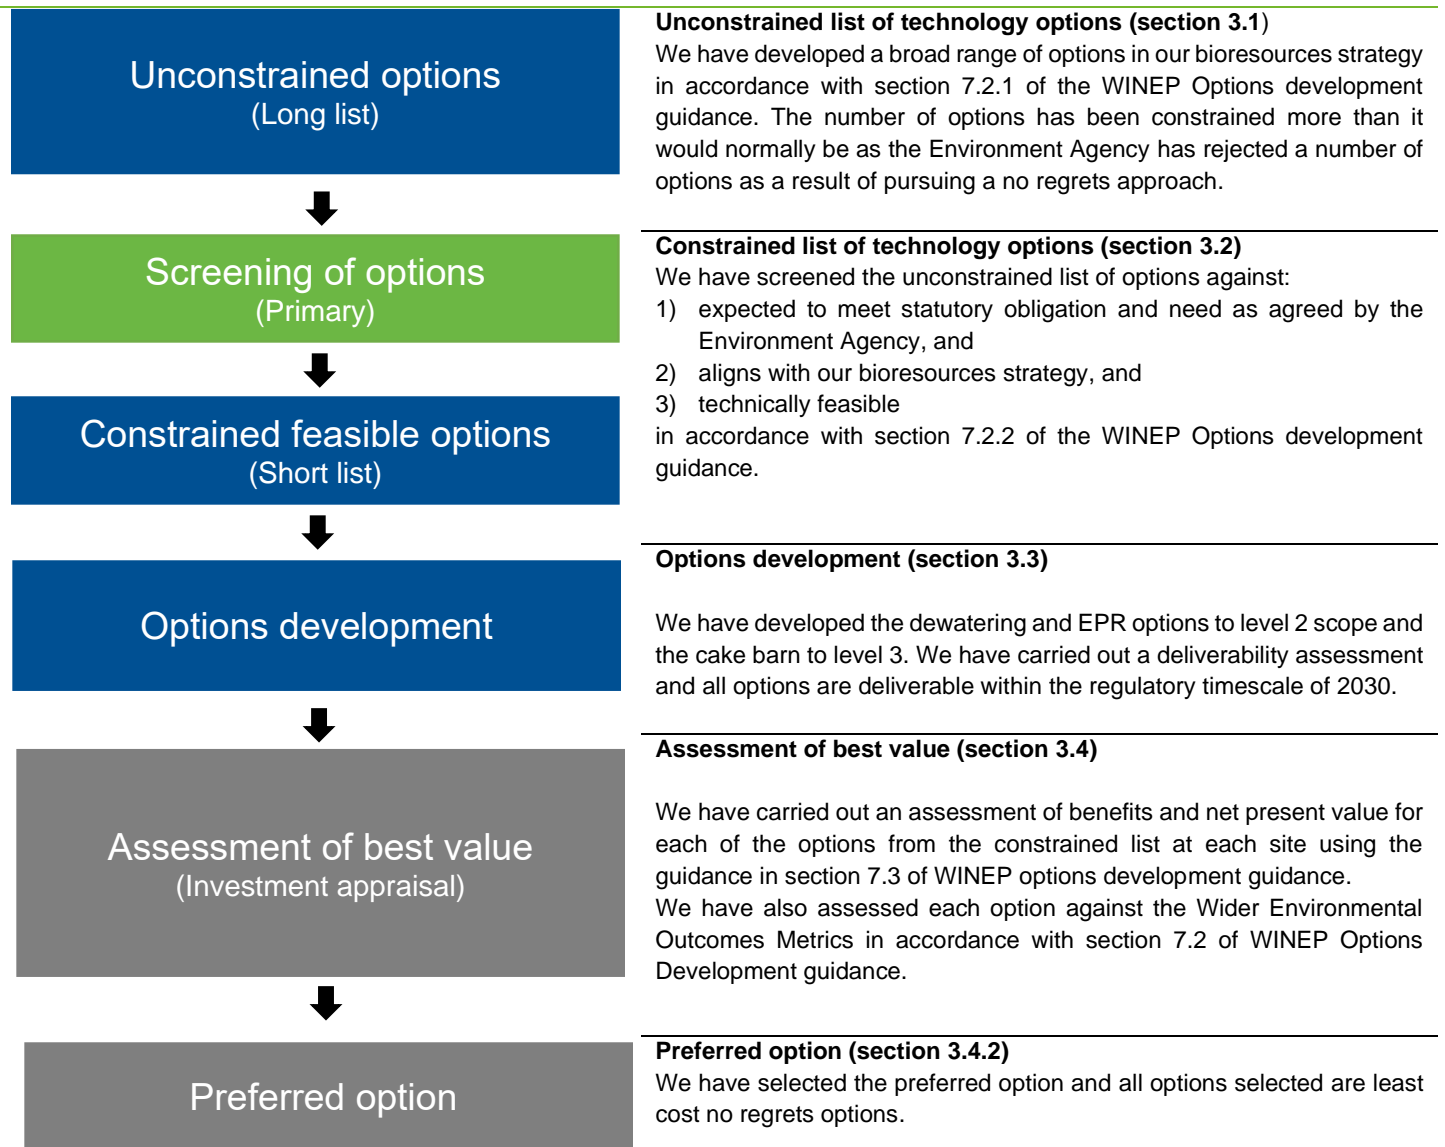 Unconstrained options
(Long list)
Unconstrained list of technology options (section 3.1)
We have developed a broad range of options in our bioresources strategy
in accordance with section 7.2.1 of the WINEP Options development
guidance. The number of options has been constrained more than it
would normally be as the Environment Agency has rejected a number of
options as a result of pursuing a no regrets approach.
Screening of options
(Primary)
Constrained feasible options
(Short list)
Constrained list of technology options (section 3.2)
We have screened the unconstrained list of options against:
1) expected to meet statutory obligation and need as agreed by the
Environment Agency, and
2) aligns with our bioresources strategy, and
3) technically feasible
in accordance with section 7.2.2 of the WINEP Options development
guidance.
Options development
Options development (section 3.3)
We have developed the dewatering and EPR options to level 2 scope and
the cake barn to level 3. We have carried out a deliverability assessment
and all options are deliverable within the regulatory timescale of 2030.
Assessment of best value
(Investment appraisal)
Assessment of best value (section 3.4)
We have carried out an assessment of benefits and net present value for
each of the options from the constrained list at each site using the
guidance in section 7.3 of WINEP options development guidance.
We have also assessed each option against the Wider Environmental
Outcomes Metrics in accordance with section 7.2 of WINEP Options
Development guidance.
Preferred option
Preferred option (section 3.4.2)
We have selected the preferred option and all options selected are least
cost no regrets options.